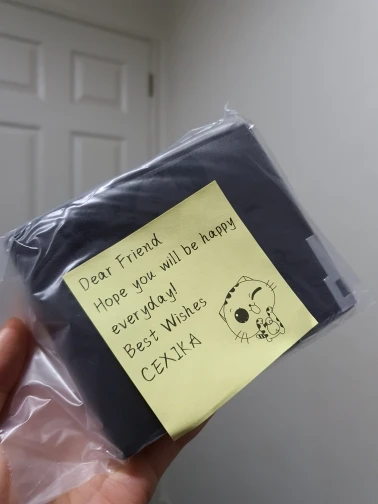 Dear Friend
Hope you will be happy
everyday!
Best Wishes
CEXIKA